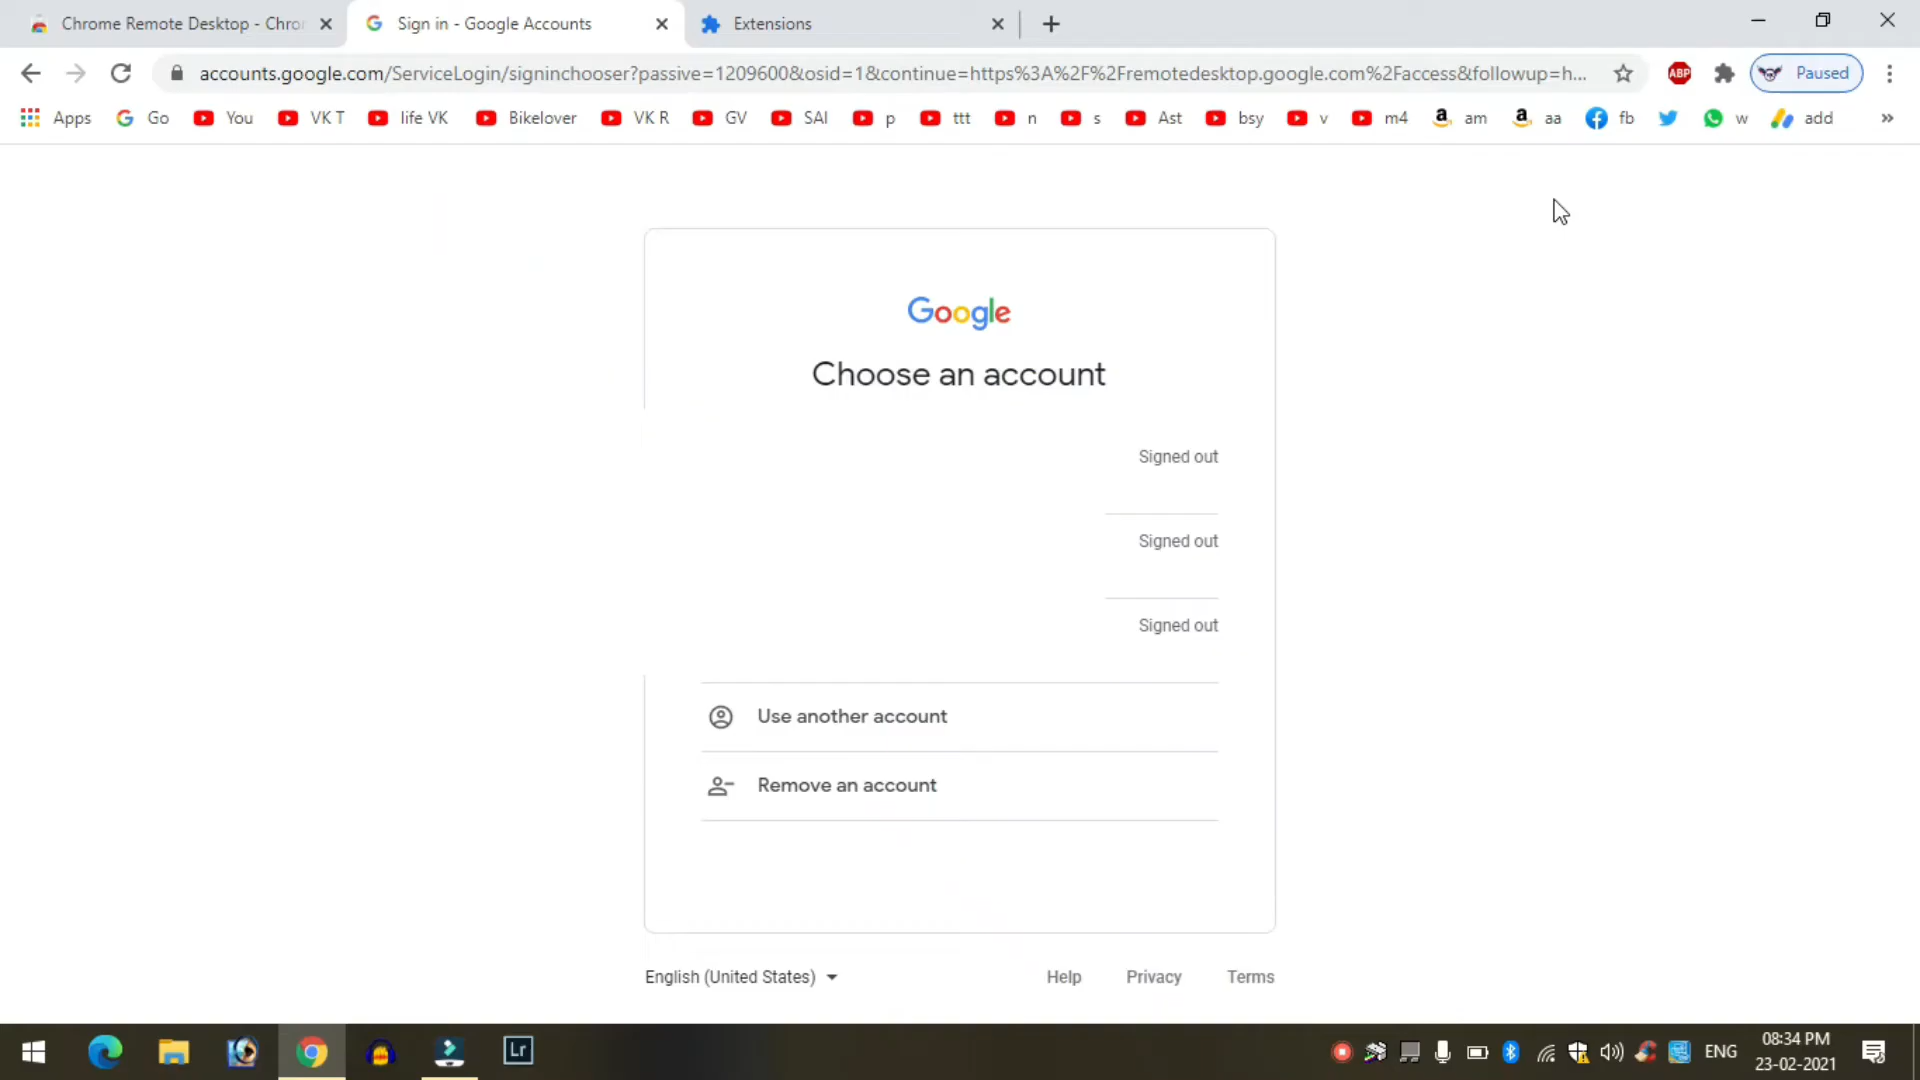 Chrome Remote Desktop - Chro
Sign in - Google Accounts
Extensions
accounts.google.com/ServiceLogin/signinchooser?passive=1209600&osid=1&continue=https%3A%2F%2Fremotedesktop.google.com%2Faccess&followup=h...
ABP
Paused
Apps
Go
You
VK T
life VK
Bikelover
VK R
GV
SAI
p
ttt
n
s
Ast
bsy
v
m4
am
aa
fb
w
add
»
Google
Choose an account
Signed out
Signed out
Signed out
Use another account
Remove an account
English (United States)
Help
Privacy
Terms
Lr
ENG
08:34 PM
23-02-2021